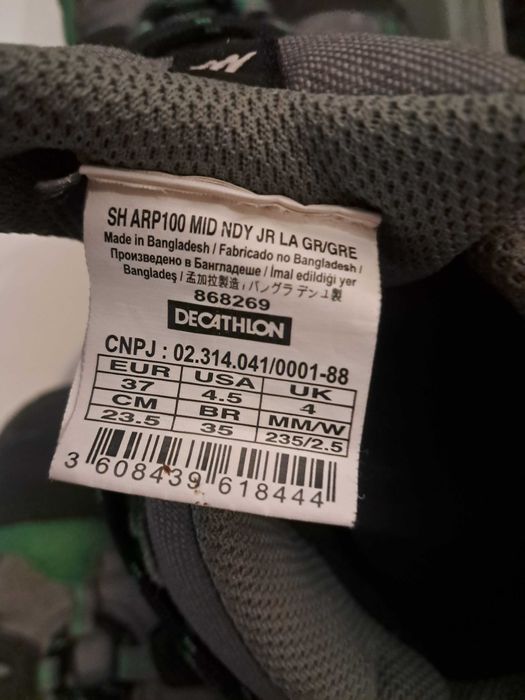 SH ARP100 MID NDY JR LA GR/GRE
Made in Bangladesh / Fabricado no Bangladesh /
Произведено в Бангладеше / Imal edildiği yer
Bangladeş / 孟加拉製造 / バングラデシュ製
868269
DECATHLON
CNPJ : 02.314.041/0001-88
EUR USA UK
37 4.5 4
CM BR MM/W
23.5 35 235/2.5
3 608439 618444